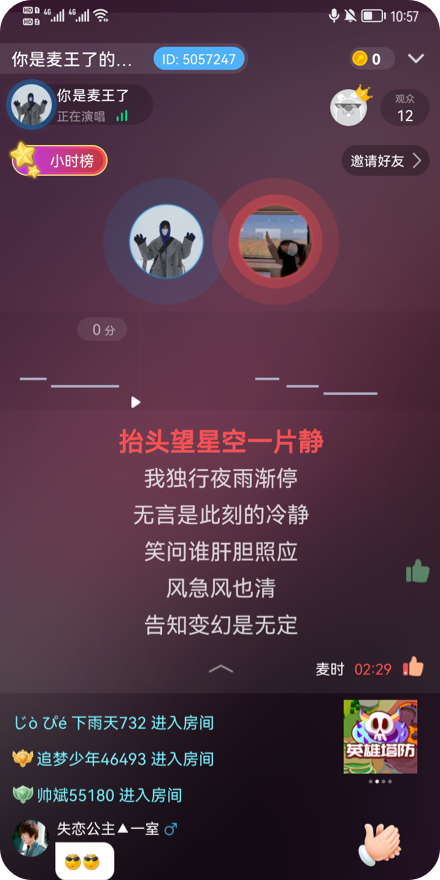 HD 1 4G 4G 10:57
HD 2
你是麦王了的... ID: 5057247 0
你是麦王了
正在演唱
观众
12
小时榜
邀请好友
0 分
抬头望星空一片静
我独行夜雨渐停
无言是此刻的冷静
笑问谁肝胆照应
风急风也清
告知变幻是无定
麦时 02:29
じò ぴé 下雨天732 进入房间
追梦少年46493 进入房间
英雄塔防
帅斌55180 进入房间
失恋公主▲一室 ♂